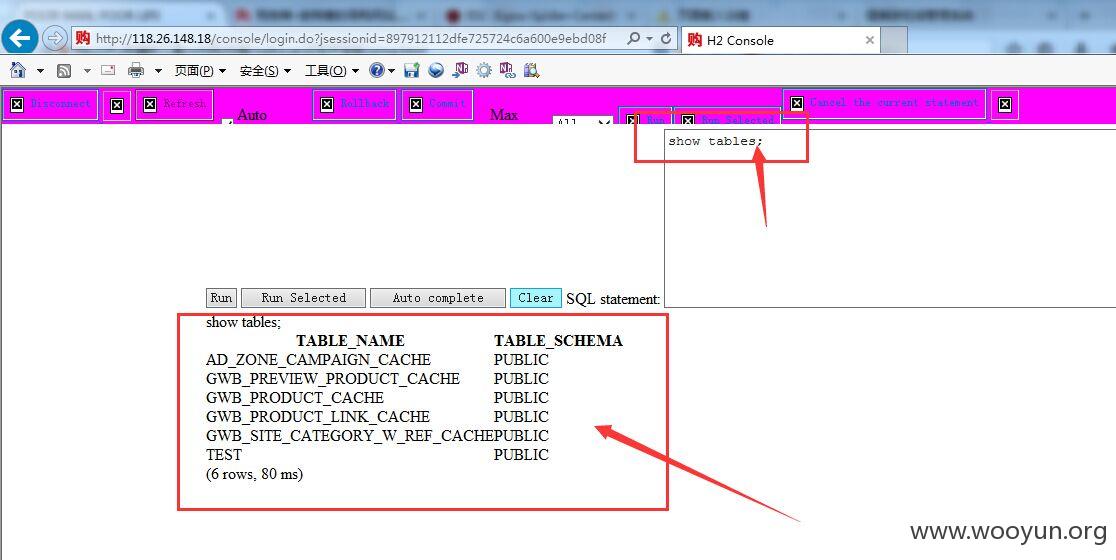 http://118.26.148.18/console/login.do?jsessionid=897912112dfe725724c6a600e9ebd08f
购 H2 Console
页面(P) 安全(S) 工具(O)
Disconnect Refresh Auto Rollback Commit Max All Run Run Selected Cancel the current statement
show tables;
Run Run Selected Auto complete Clear SQL statement:
show tables;
TABLE_NAME TABLE_SCHEMA
AD_ZONE_CAMPAIGN_CACHE PUBLIC
GWB_PREVIEW_PRODUCT_CACHE PUBLIC
GWB_PRODUCT_CACHE PUBLIC
GWB_PRODUCT_LINK_CACHE PUBLIC
GWB_SITE_CATEGORY_W_REF_CACHE PUBLIC
TEST PUBLIC
(6 rows, 80 ms)
www.wooyun.org